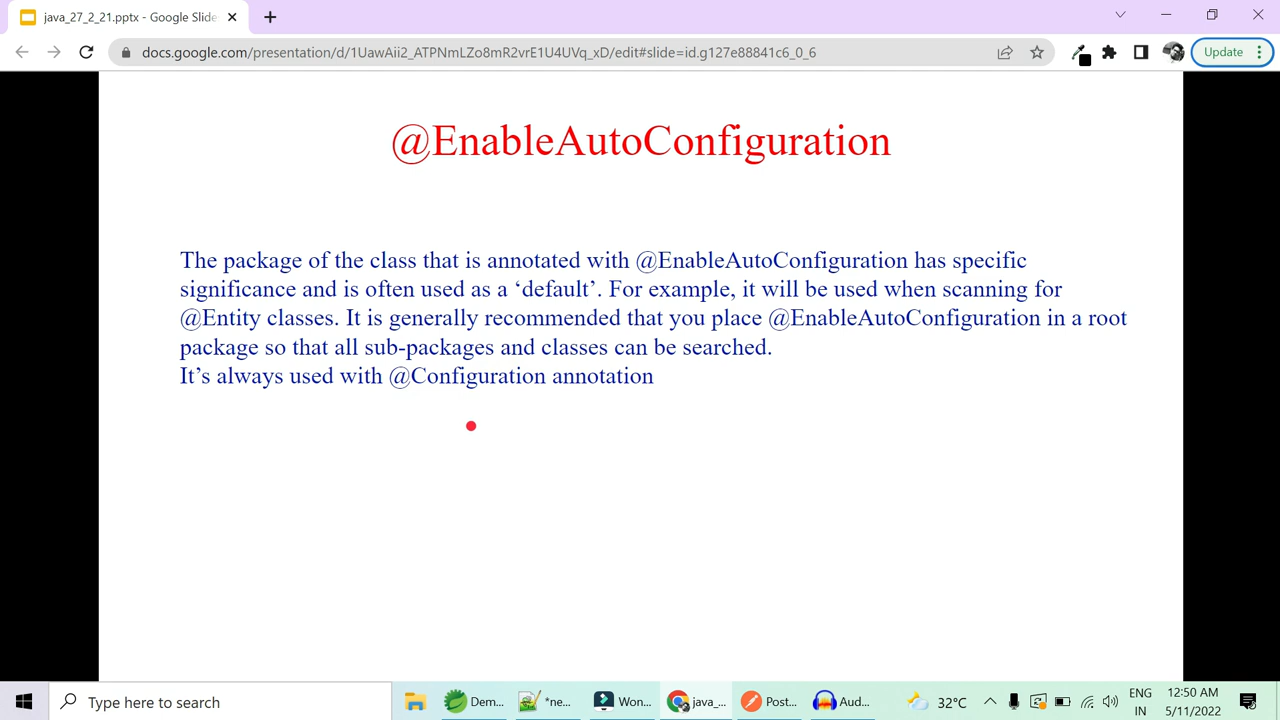 java_27_2_21.pptx - Google Slide
docs.google.com/presentation/d/1UawAii2_ATPNmLZo8mR2vrE1U4UVq_xD/edit#slide=id.g127e8f841c6_0_6
Update
@EnableAutoConfiguration
The package of the class that is annotated with @EnableAutoConfiguration has specific
significance and is often used as a ‘default’. For example, it will be used when scanning for
@Entity classes. It is generally recommended that you place @EnableAutoConfiguration in a root
package so that all sub-packages and classes can be searched.
It’s always used with @Configuration annotation
Type here to search
Dem...
*ne...
Won...
java_...
Post...
Aud...
32°C
ENG
IN
12:50 AM
5/11/2022